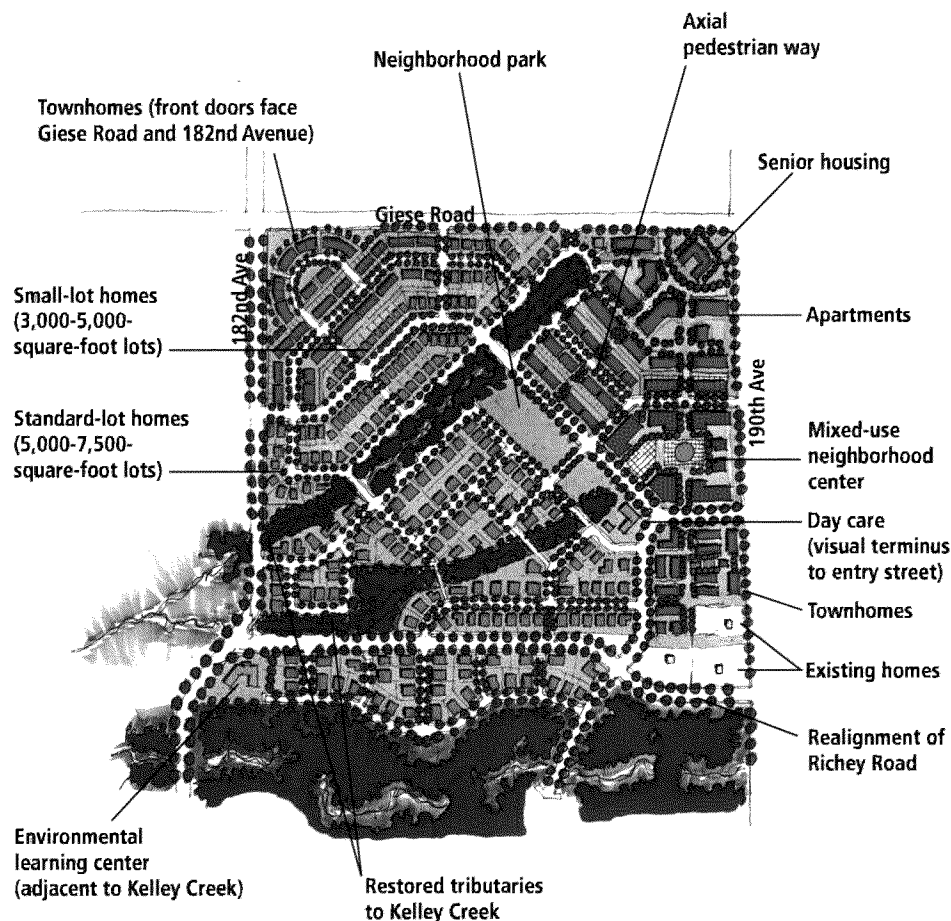 Axial
pedestrian way
Neighborhood park
Townhomes (front doors face
Giese Road and 182nd Avenue)
Senior housing
Giese Road
182nd Ave
Small-lot homes
(3,000-5,000-
square-foot lots)
Apartments
190th Ave
Standard-lot homes
(5,000-7,500-
square-foot lots)
Mixed-use
neighborhood
center
Day care
(visual terminus
to entry street)
Townhomes
Existing homes
Realignment of
Richey Road
Environmental
learning center
(adjacent to Kelley Creek)
Restored tributaries
to Kelley Creek